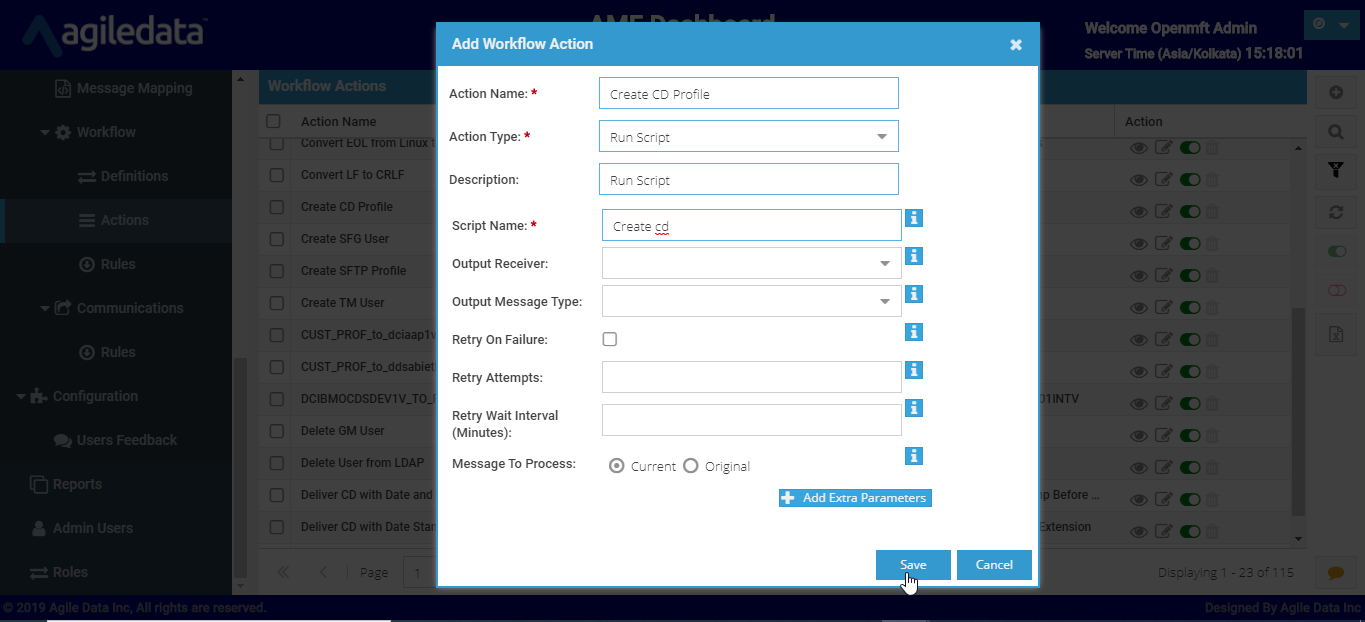 agiledata
AMF Dashboard
Welcome Openmft Admin
Server Time (Asia/Kolkata) 15:18:01
Message Mapping
Workflow
Definitions
Actions
Rules
Communications
Rules
Configuration
Users Feedback
Reports
Admin Users
Roles
Workflow Actions
Action Name
Action
Convert EOL from Linux
Convert LF to CRLF
Create CD Profile
Create SFG User
Create SFTP Profile
Create TM User
CUST_PROF_to_dciaap1v
CUST_PROF_to_ddsabiet
DCIBMOCDSDEV1V_TO_
01INTV
Delete GM User
Delete User from LDAP
Deliver CD with Date and
Before ...
Deliver CD with Date Star
Extension
Page
1
Displaying 1 - 23 of 115
Add Workflow Action
Action Name: *
Create CD Profile
Action Type: *
Run Script
Description:
Run Script
Script Name: *
Create cd
Output Receiver:
Output Message Type:
Retry On Failure:
Retry Attempts:
Retry Wait Interval
(Minutes):
Message To Process:
Current
Original
Add Extra Parameters
Save
Cancel
© 2019 Agile Data Inc, All rights are reserved.
Designed By Agile Data Inc